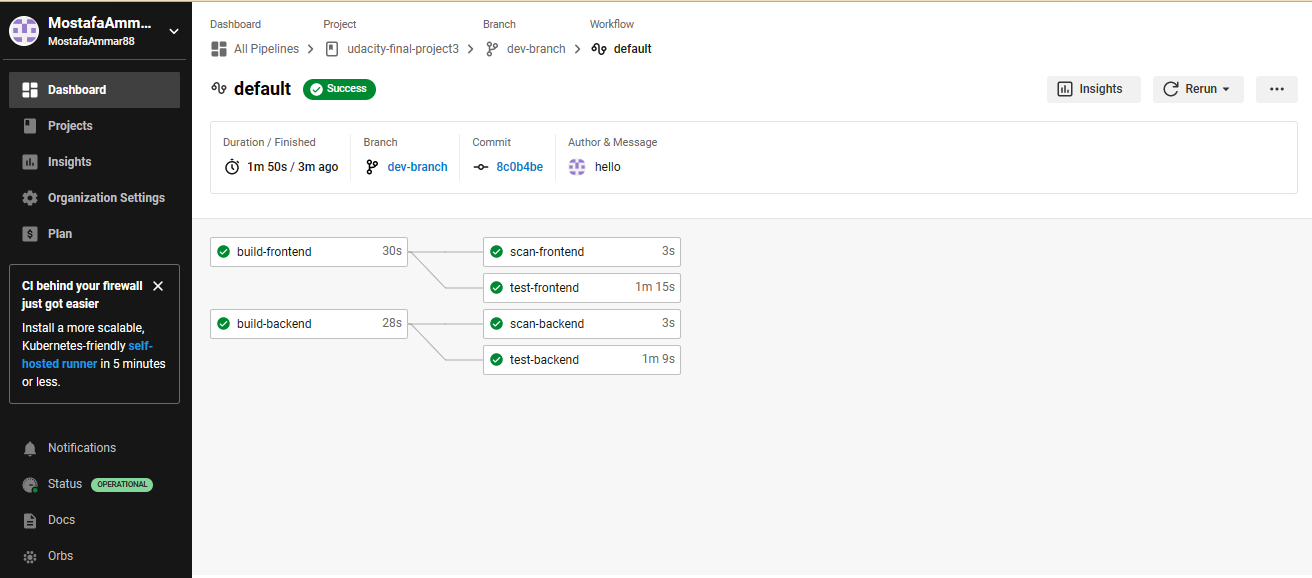 MostafaAmm...
MostafaAmmar88
Dashboard
Projects
Insights
Organization Settings
Plan
CI behind your firewall
just got easier
Install a more scalable,
Kubernetes-friendly self-
hosted runner in 5 minutes
or less.
Notifications
Status OPERATIONAL
Docs
Orbs
Dashboard Project Branch Workflow
All Pipelines udacity-final-project3 dev-branch default
default Success Insights Rerun ...
Duration / Finished Branch Commit Author & Message
1m 50s / 3m ago dev-branch 8c0b4be hello
build-frontend 30s scan-frontend 3s
test-frontend 1m 15s
build-backend 28s scan-backend 3s
test-backend 1m 9s